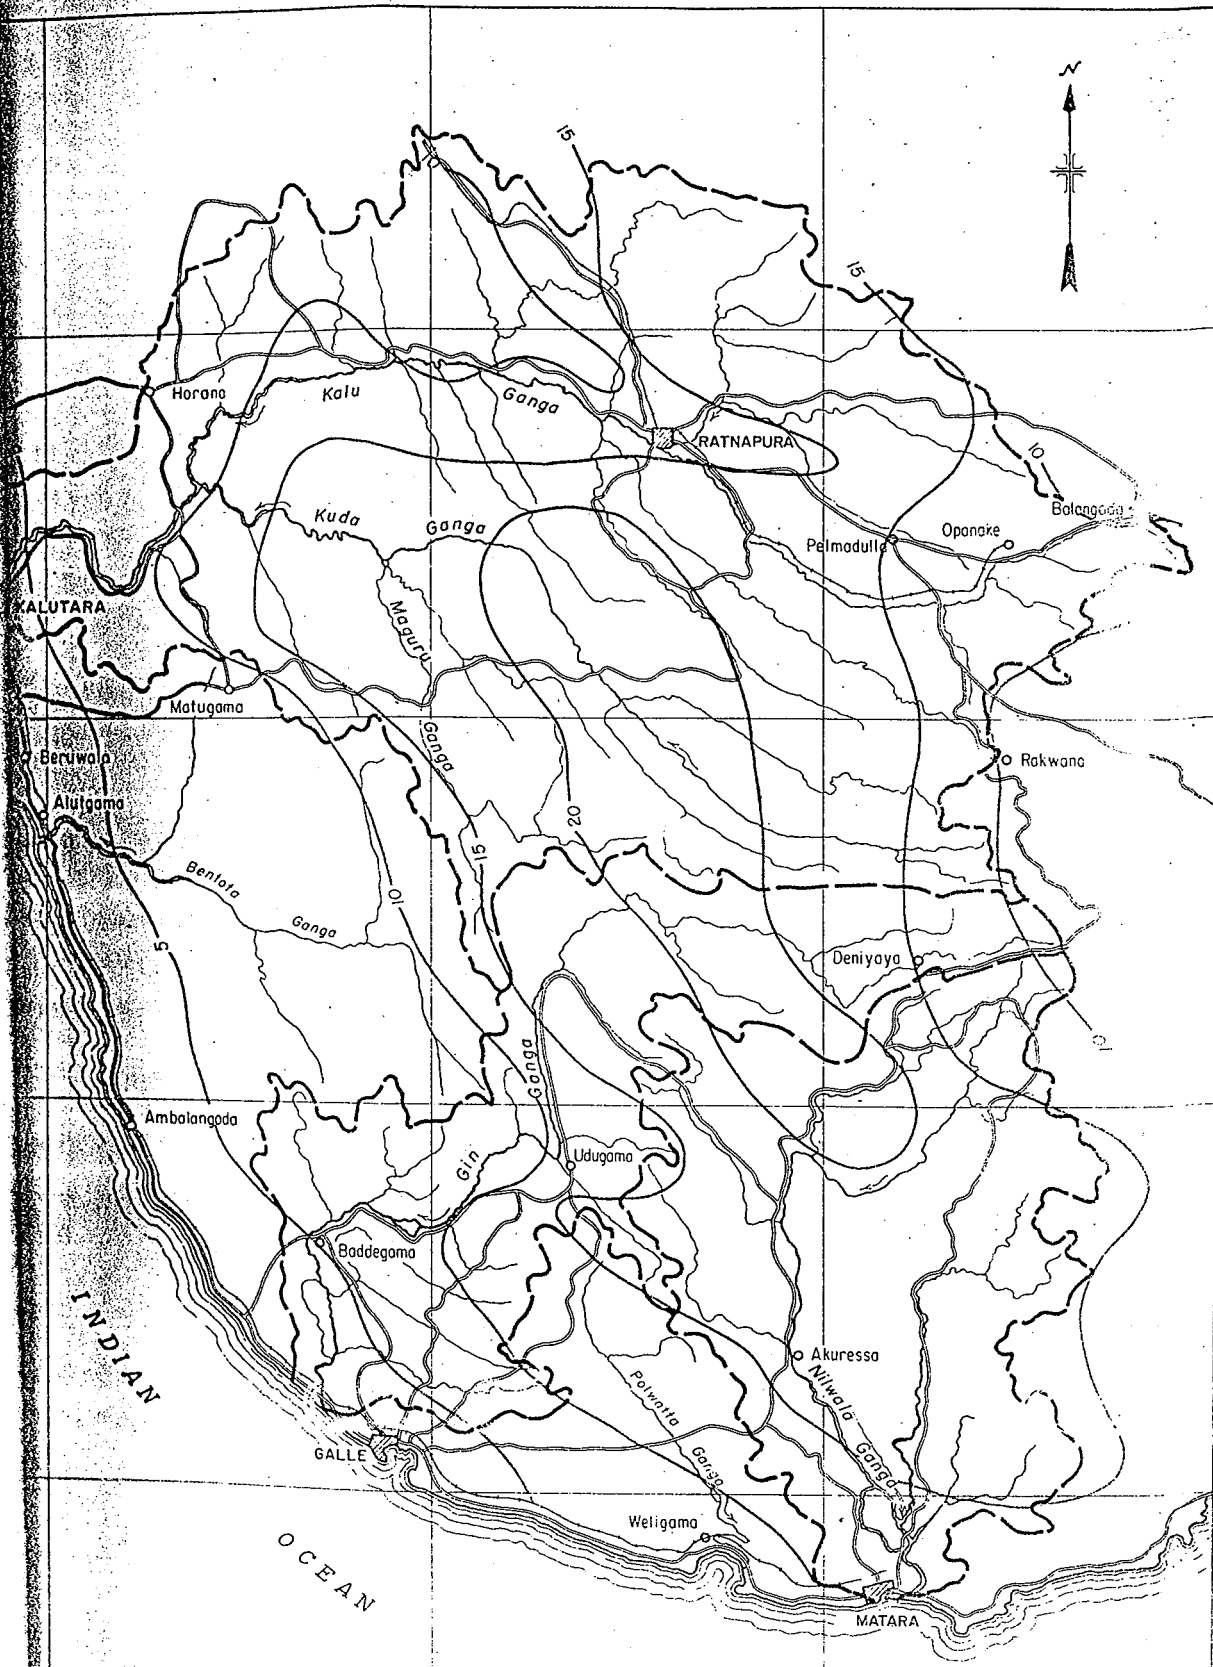 N
15
15
Horana
Kalu
Ganga
RATNAPURA
10
Balangoda
Kuda
Ganga
Pelmadulla
Opanake
KALUTARA
Maguru
Ganga
Matugama
Beruwala
Rakwana
Alutgama
20
15
Bentota
Ganga
10
5
Deniyaya
10
Ganga
Ambalangoda
Gin
Udugama
Baddegama
INDIAN
Akuressa
Polwatta
Ganga
Nilwala
Ganga
GALLE
Weligama
OCEAN
MATARA